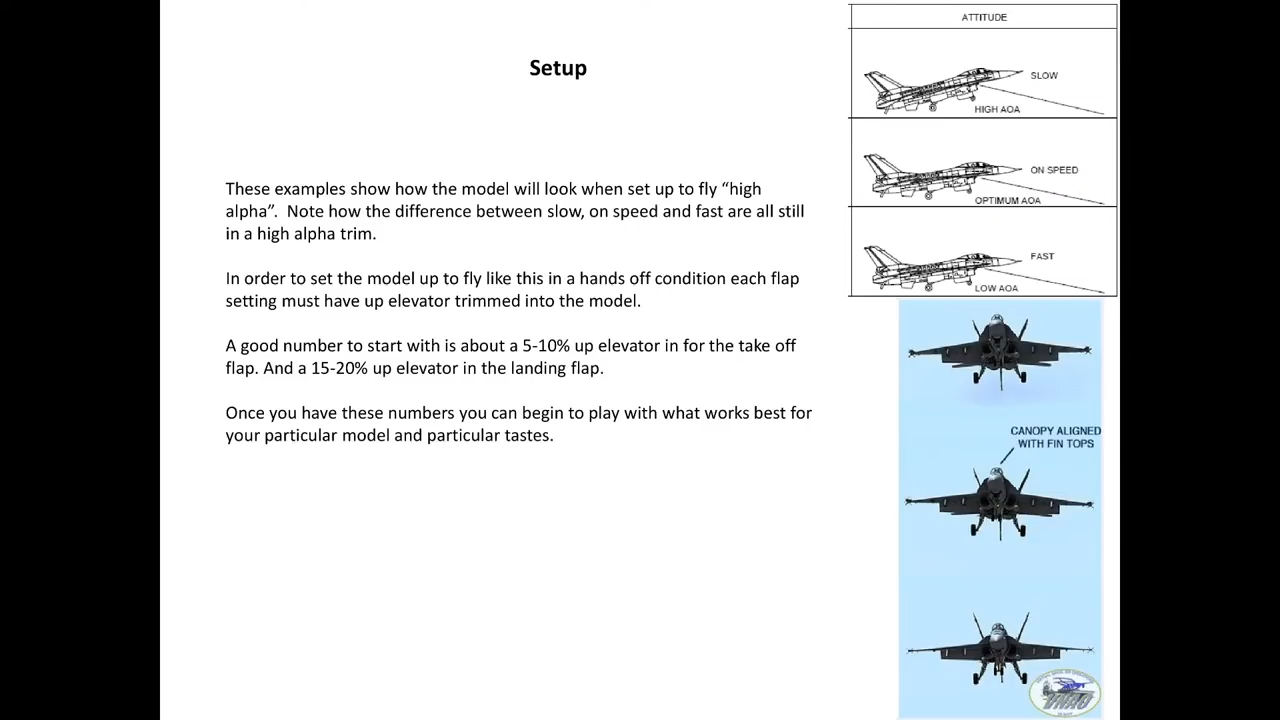 Setup
These examples show how the model will look when set up to fly “high
alpha”.  Note how the difference between slow, on speed and fast are all still
in a high alpha trim.
In order to set the model up to fly like this in a hands off condition each flap
setting must have up elevator trimmed into the model.
A good number to start with is about a 5-10% up elevator in for the take off
flap. And a 15-20% up elevator in the landing flap.
Once you have these numbers you can begin to play with what works best for
your particular model and particular tastes.
ATTITUDE
SLOW
HIGH AOA
ON SPEED
OPTIMUM AOA
FAST
LOW AOA
CANOPY ALIGNED
WITH FIN TOPS